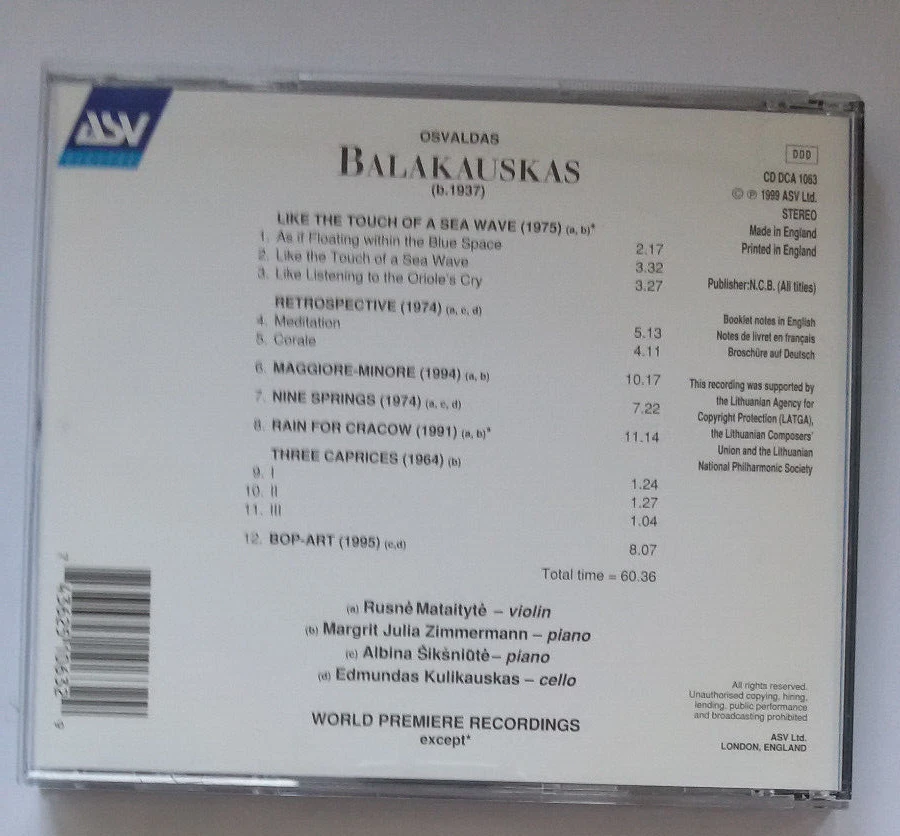 ASV
OSVALDAS
BALAKAUSKAS
(b.1937)
LIKE THE TOUCH OF A SEA WAVE (1975) (a, b)*
1. As if Floating within the Blue Space 2.17
2. Like the Touch of a Sea Wave 3.32
3. Like Listening to the Oriole's Cry 3.27
RETROSPECTIVE (1974) (a, c, d)
4. Meditation 5.13
5. Corale 4.11
6. MAGGIORE-MINORE (1994) (a, b) 10.17
7. NINE SPRINGS (1974) (a, c, d) 7.22
8. RAIN FOR CRACOW (1991) (a, b)* 11.14
THREE CAPRICES (1964) (b)
9. I 1.24
10. II 1.27
11. III 1.04
12. BOP-ART (1995) (c,d) 8.07
Total time = 60.36
(a) Rusnė Mataitytė – violin
(b) Margrit Julia Zimmermann – piano
(c) Albina Šikšniūtė – piano
(d) Edmundas Kulikauskas – cello
WORLD PREMIERE RECORDINGS
except*
DDD
CD DCA 1063
© ℗ 1999 ASV Ltd.
STEREO
Made in England
Printed in England
Publisher:N.C.B. (All titles)
Booklet notes in English
Notes de livret en français
Broschüre auf Deutsch
This recording was supported by
the Lithuanian Agency for
Copyright Protection (LATGA),
the Lithuanian Composers'
Union and the Lithuanian
National Philharmonic Society
All rights reserved.
Unauthorised copying, hiring,
lending, public performance
and broadcasting prohibited
ASV Ltd.
LONDON, ENGLAND